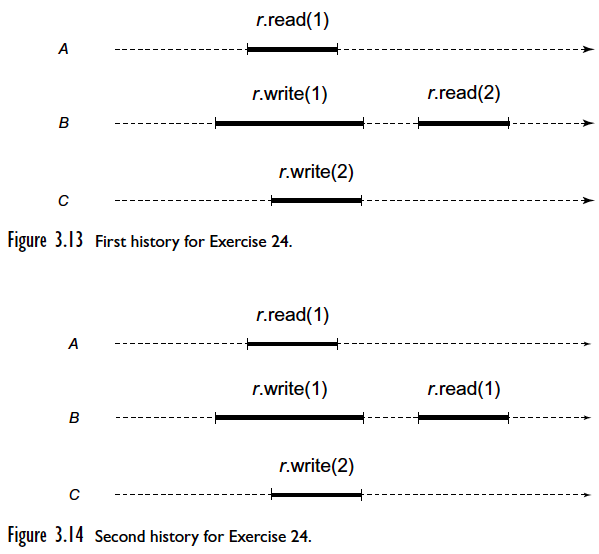 r.read(1)
A
r.write(1) r.read(2)
B
r.write(2)
C
Figure 3.13 First history for Exercise 24.
r.read(1)
A
r.write(1) r.read(1)
B
r.write(2)
C
Figure 3.14 Second history for Exercise 24.